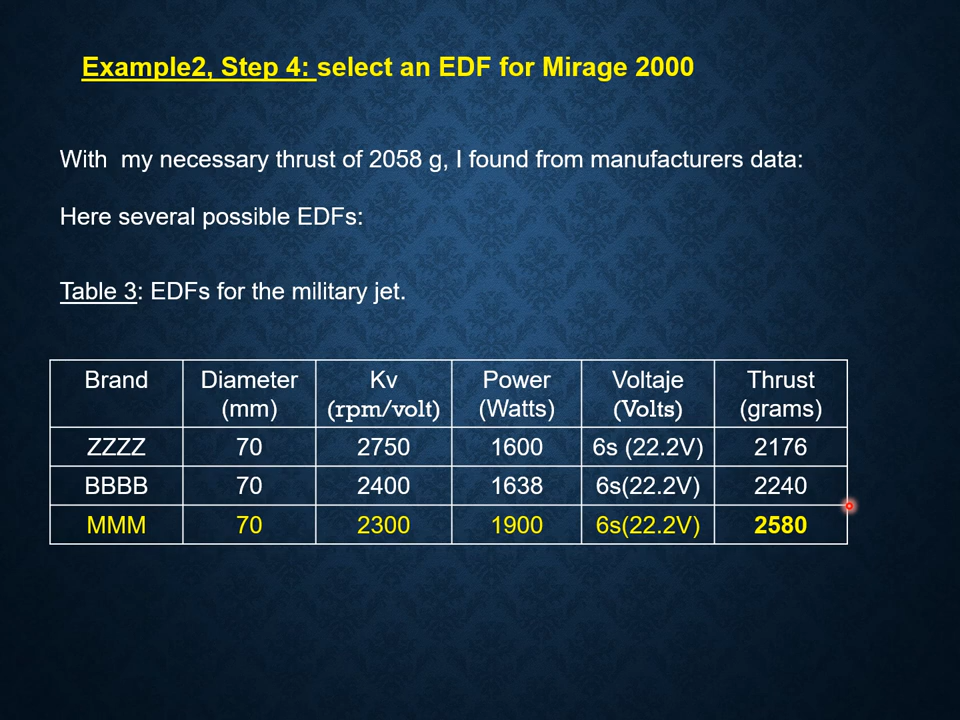 Example2, Step 4: select an EDF for Mirage 2000
With  my necessary thrust of 2058 g, I found from manufacturers data:
Here several possible EDFs:
Table 3: EDFs for the military jet.
Brand Diameter (mm) Kv (rpm/volt) Power (Watts) Voltaje (Volts) Thrust (grams)
ZZZZ 70 2750 1600 6s (22.2V) 2176
BBBB 70 2400 1638 6s(22.2V) 2240
MMM 70 2300 1900 6s(22.2V) 2580